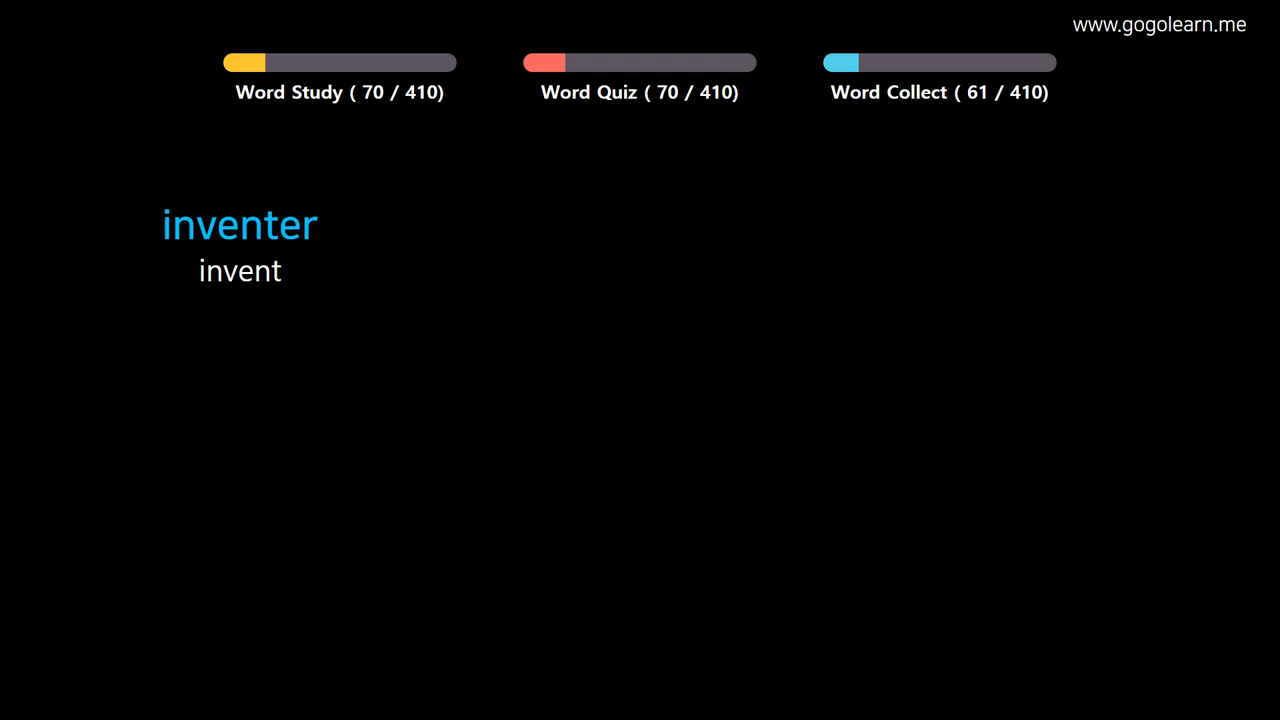 www.gogolearn.me
Word Study ( 70 / 410)
Word Quiz ( 70 / 410)
Word Collect ( 61 / 410)
inventer
invent